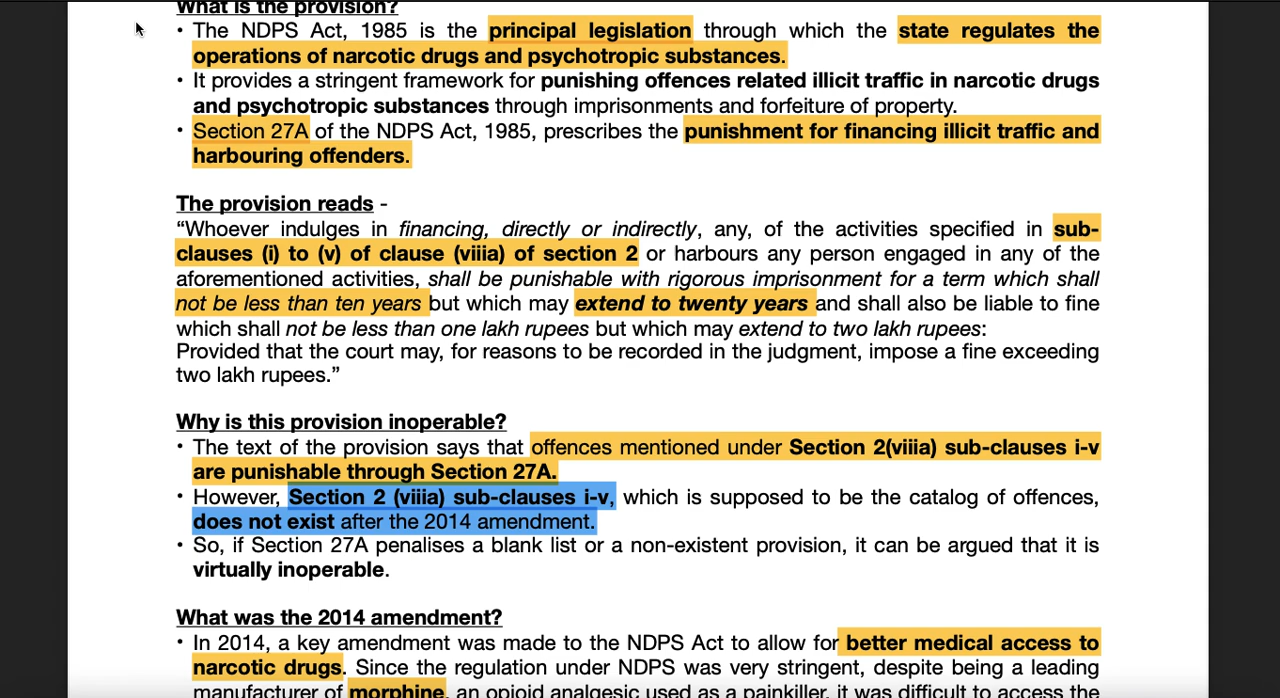 What is the provision?
• The NDPS Act, 1985 is the principal legislation through which the state regulates the
operations of narcotic drugs and psychotropic substances.
• It provides a stringent framework for punishing offences related illicit traffic in narcotic drugs
and psychotropic substances through imprisonments and forfeiture of property.
• Section 27A of the NDPS Act, 1985, prescribes the punishment for financing illicit traffic and
harbouring offenders.
The provision reads -
“Whoever indulges in financing, directly or indirectly, any, of the activities specified in sub-
clauses (i) to (v) of clause (viiia) of section 2 or harbours any person engaged in any of the
aforementioned activities, shall be punishable with rigorous imprisonment for a term which shall
not be less than ten years but which may extend to twenty years and shall also be liable to fine
which shall not be less than one lakh rupees but which may extend to two lakh rupees:
Provided that the court may, for reasons to be recorded in the judgment, impose a fine exceeding
two lakh rupees.”
Why is this provision inoperable?
• The text of the provision says that offences mentioned under Section 2(viiia) sub-clauses i-v
are punishable through Section 27A.
• However, Section 2 (viiia) sub-clauses i-v, which is supposed to be the catalog of offences,
does not exist after the 2014 amendment.
• So, if Section 27A penalises a blank list or a non-existent provision, it can be argued that it is
virtually inoperable.
What was the 2014 amendment?
• In 2014, a key amendment was made to the NDPS Act to allow for better medical access to
narcotic drugs. Since the regulation under NDPS was very stringent, despite being a leading
manufacturer of morphine, an opioid analgesic used as a painkiller, it was difficult to access the